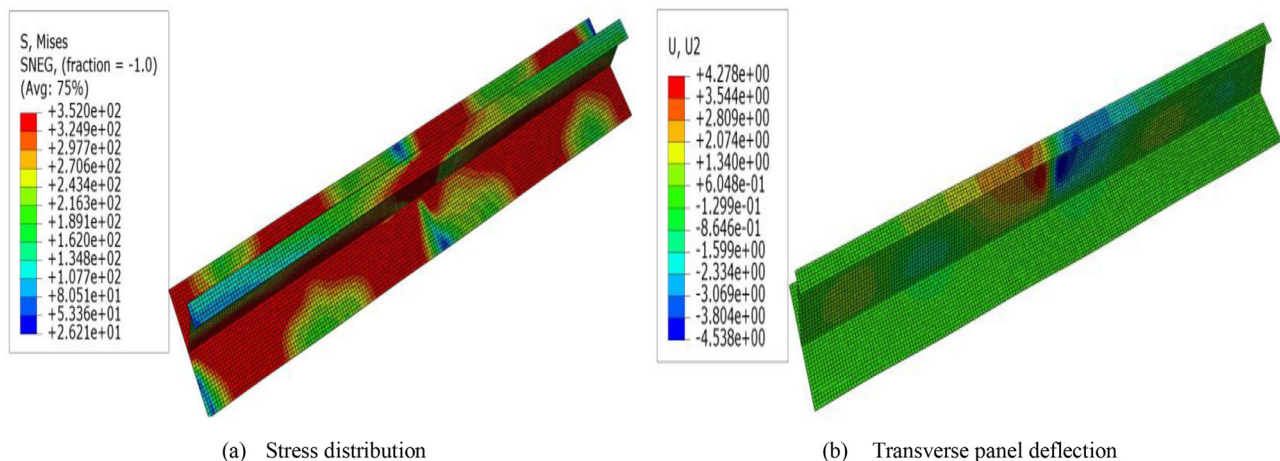 S, Mises
SNEG, (fraction = -1.0)
(Avg: 75%)
+3.520e+02
+3.249e+02
+2.977e+02
+2.706e+02
+2.434e+02
+2.163e+02
+1.891e+02
+1.620e+02
+1.348e+02
+1.077e+02
+8.051e+01
+5.336e+01
+2.621e+01
U, U2
+4.278e+00
+3.544e+00
+2.809e+00
+2.074e+00
+1.340e+00
+6.048e-01
-1.299e-01
-8.646e-01
-1.599e+00
-2.334e+00
-3.069e+00
-3.804e+00
-4.538e+00
(a) Stress distribution
(b) Transverse panel deflection